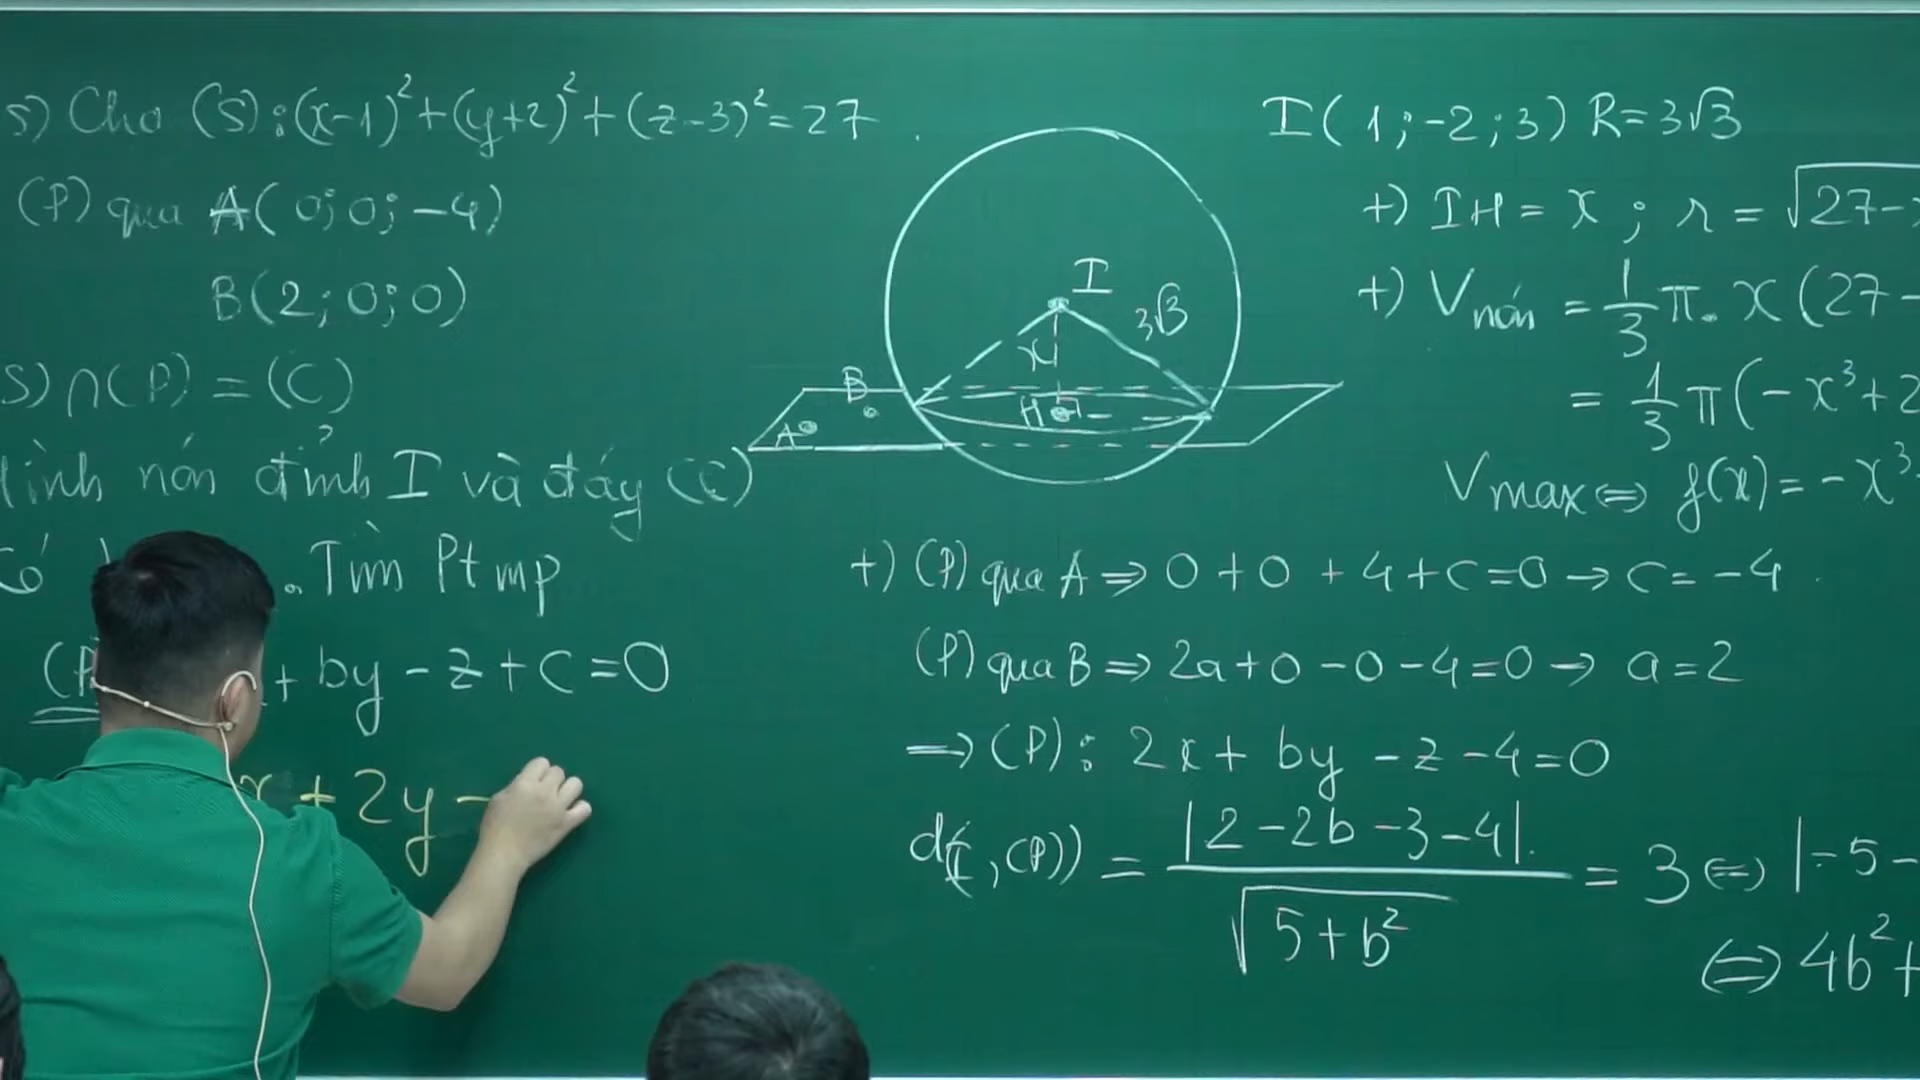 5) Cho (S): (x-1)² + (y+2)² + (z-3)² = 27
(P) qua A(0; 0; -4)
B(2; 0; 0)
S) ∩ (P) = (C)
nón đỉnh I và đáy (C)
Có . Tìm Pt mp
(P + by - z + c = 0
x + 2y -
I
3√3
x
B
H
A
I(1; -2; 3) R = 3√3
+) IH = x ; r = √27-
+) Vnón = 1/3 π. x (27-
= 1/3 π(-x³ + 2
Vmax ⇔ f(x) = -x³
+) (P) qua A ⇒ 0 + 0 + 4 + c = 0 → c = -4
(P) qua B ⇒ 2a + 0 - 0 - 4 = 0 → a = 2
⇒ (P): 2x + by - z - 4 = 0
d(I, (P)) = |2 - 2b - 3 - 4| / √5 + b² = 3 ⇔ |-5 -
⇔ 4b² +